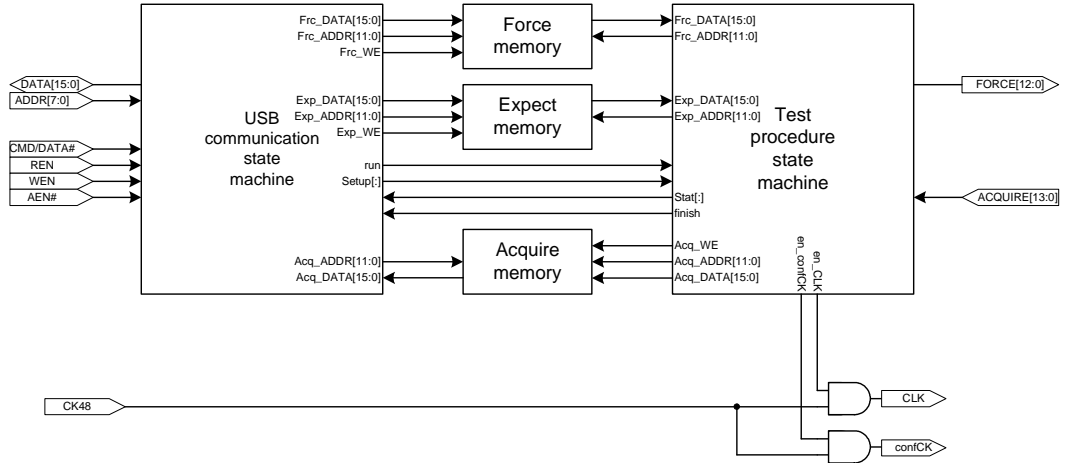 Frc_DATA[15:0]
Frc_ADDR[11:0]
Frc_WE
Force
memory
Frc_DATA[15:0]
Frc_ADDR[11:0]
DATA[15:0]
ADDR[7:0]
FORCE[12:0]
Exp_DATA[15:0]
Exp_ADDR[11:0]
Exp_WE
Expect
memory
Exp_DATA[15:0]
Exp_ADDR[11:0]
USB
communication
state
machine
Test
procedure
state
machine
CMD/DATA#
REN
WEN
AEN#
run
Setup[:]
Stat[:]
finish
ACQUIRE[13:0]
Acq_ADDR[11:0]
Acq_DATA[15:0]
Acquire
memory
Acq_WE
Acq_ADDR[11:0]
Acq_DATA[15:0]
en_confCK
en_CLK
CK48
CLK
confCK